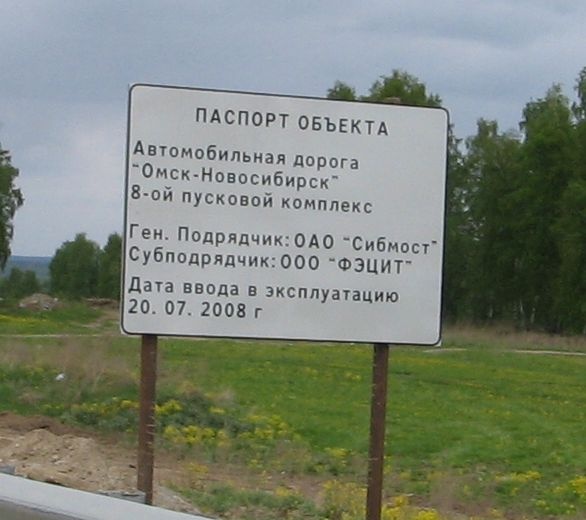 ПАСПОРТ ОБЪЕКТА
Автомобильная дорога
"Омск-Новосибирск"
8-ой пусковой комплекс
Ген. Подрядчик: ОАО "Сибмост"
Субподрядчик: ООО "ФЭЦИТ"
Дата ввода в эксплуатацию
20. 07. 2008 г